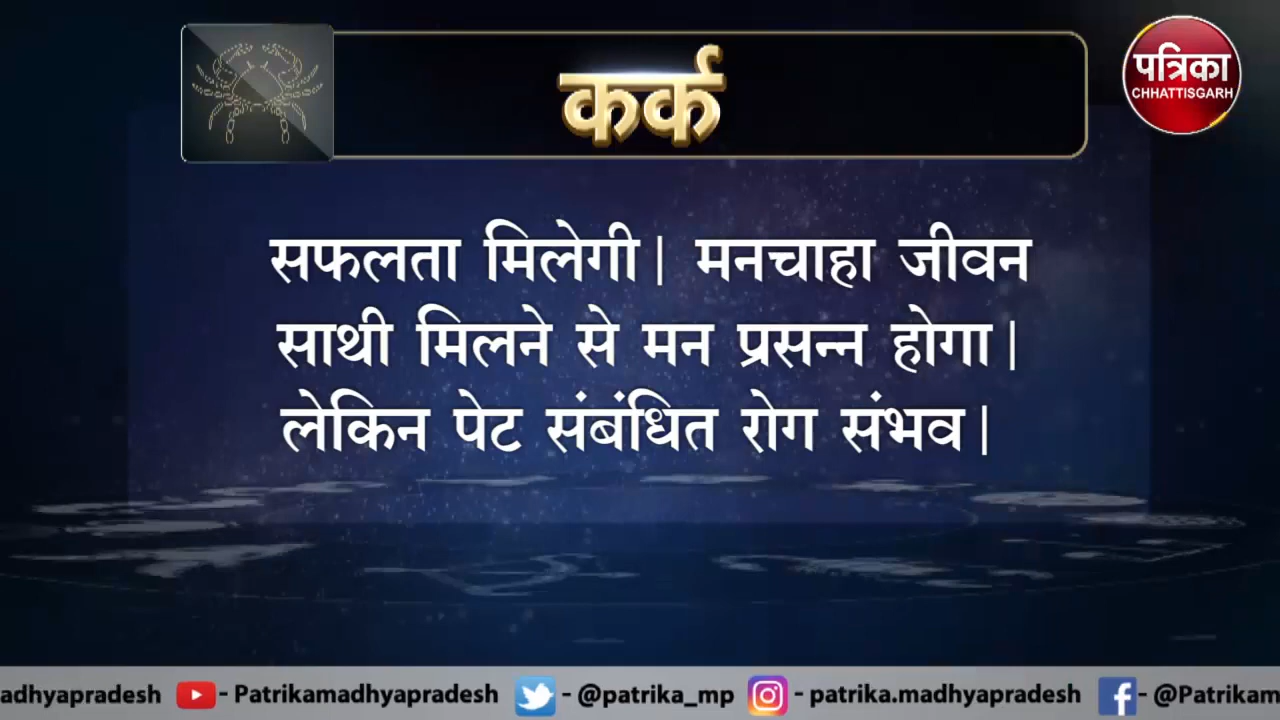 कर्क
पत्रिका
CHHATTISGARH
सफलता मिलेगी| मनचाहा जीवन
साथी मिलने से मन प्रसन्न होगा|
लेकिन पेट संबंधित रोग संभव|
adhyapradesh - Patrikamadhyapradesh - @patrika_mp - patrika.madhyapradesh - @Patrikam